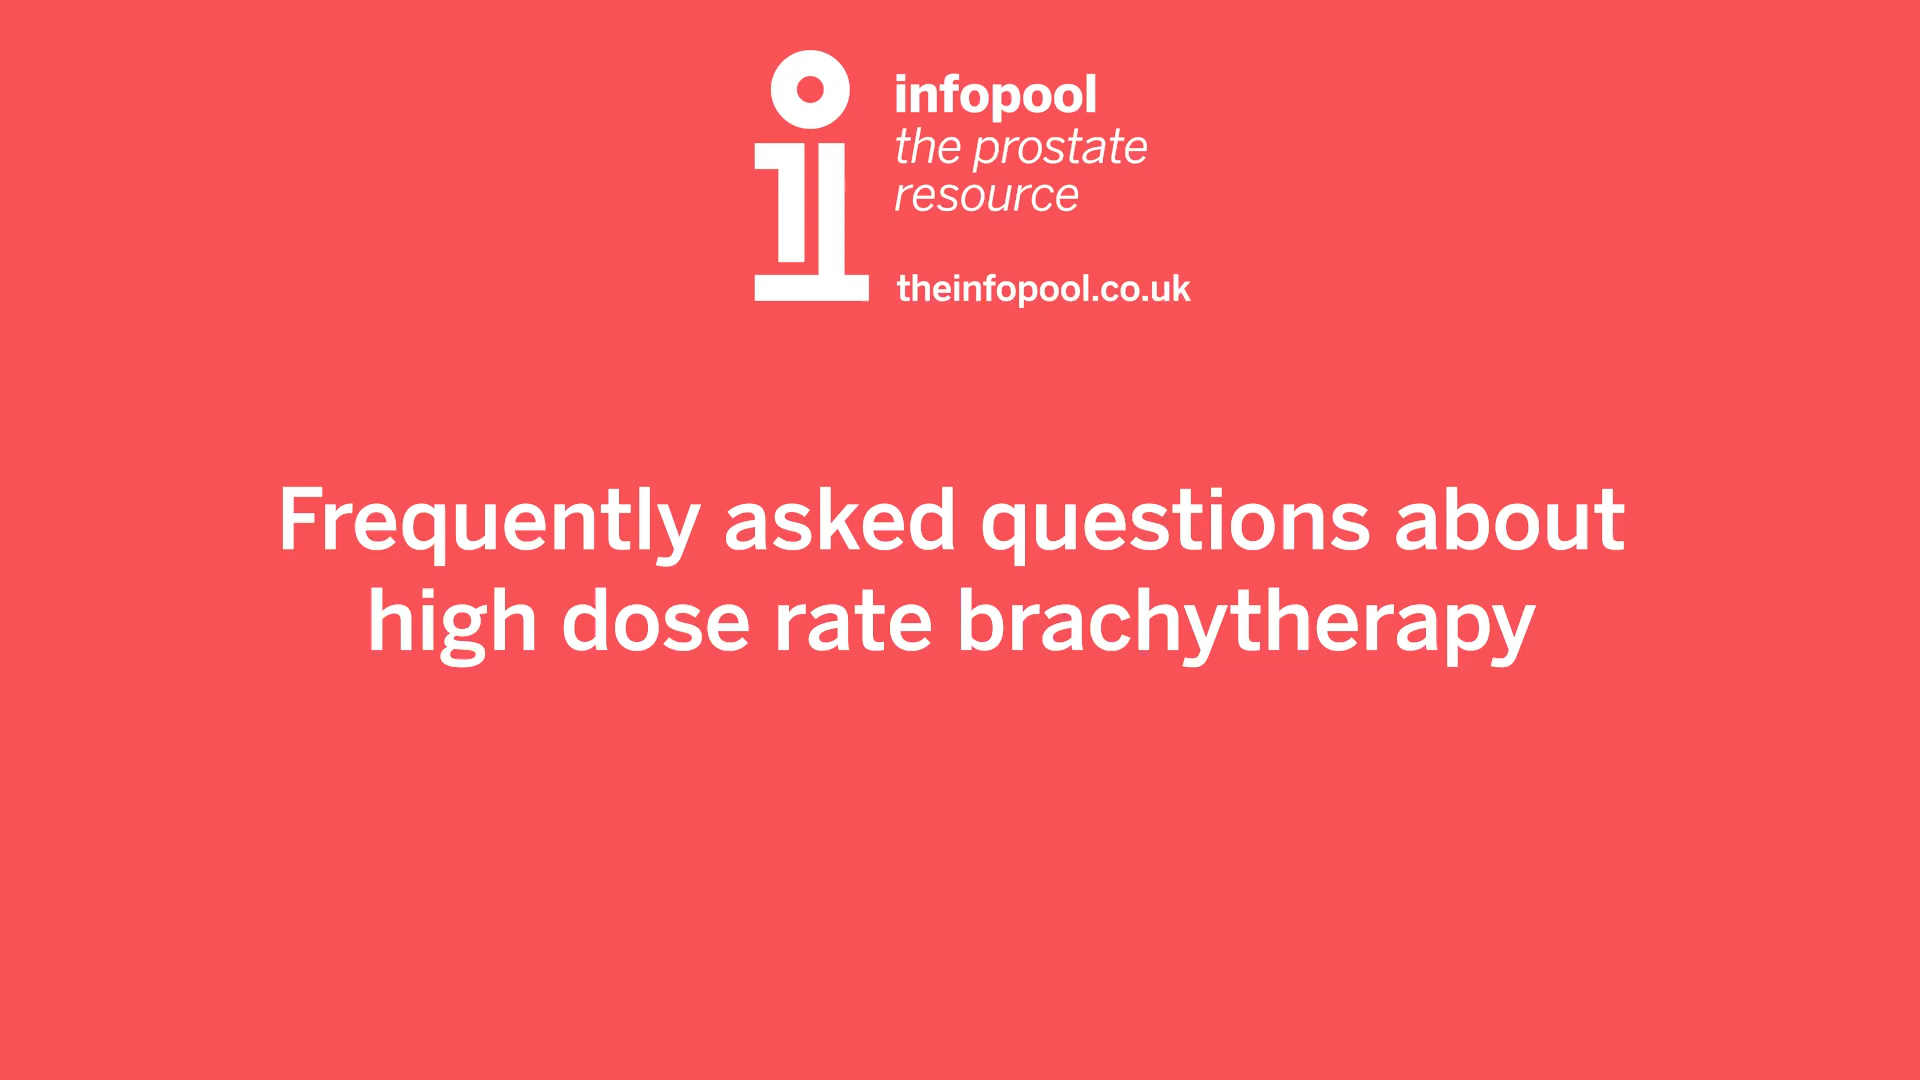 infopool
the prostate
resource
theinfopool.co.uk
Frequently asked questions about
high dose rate brachytherapy